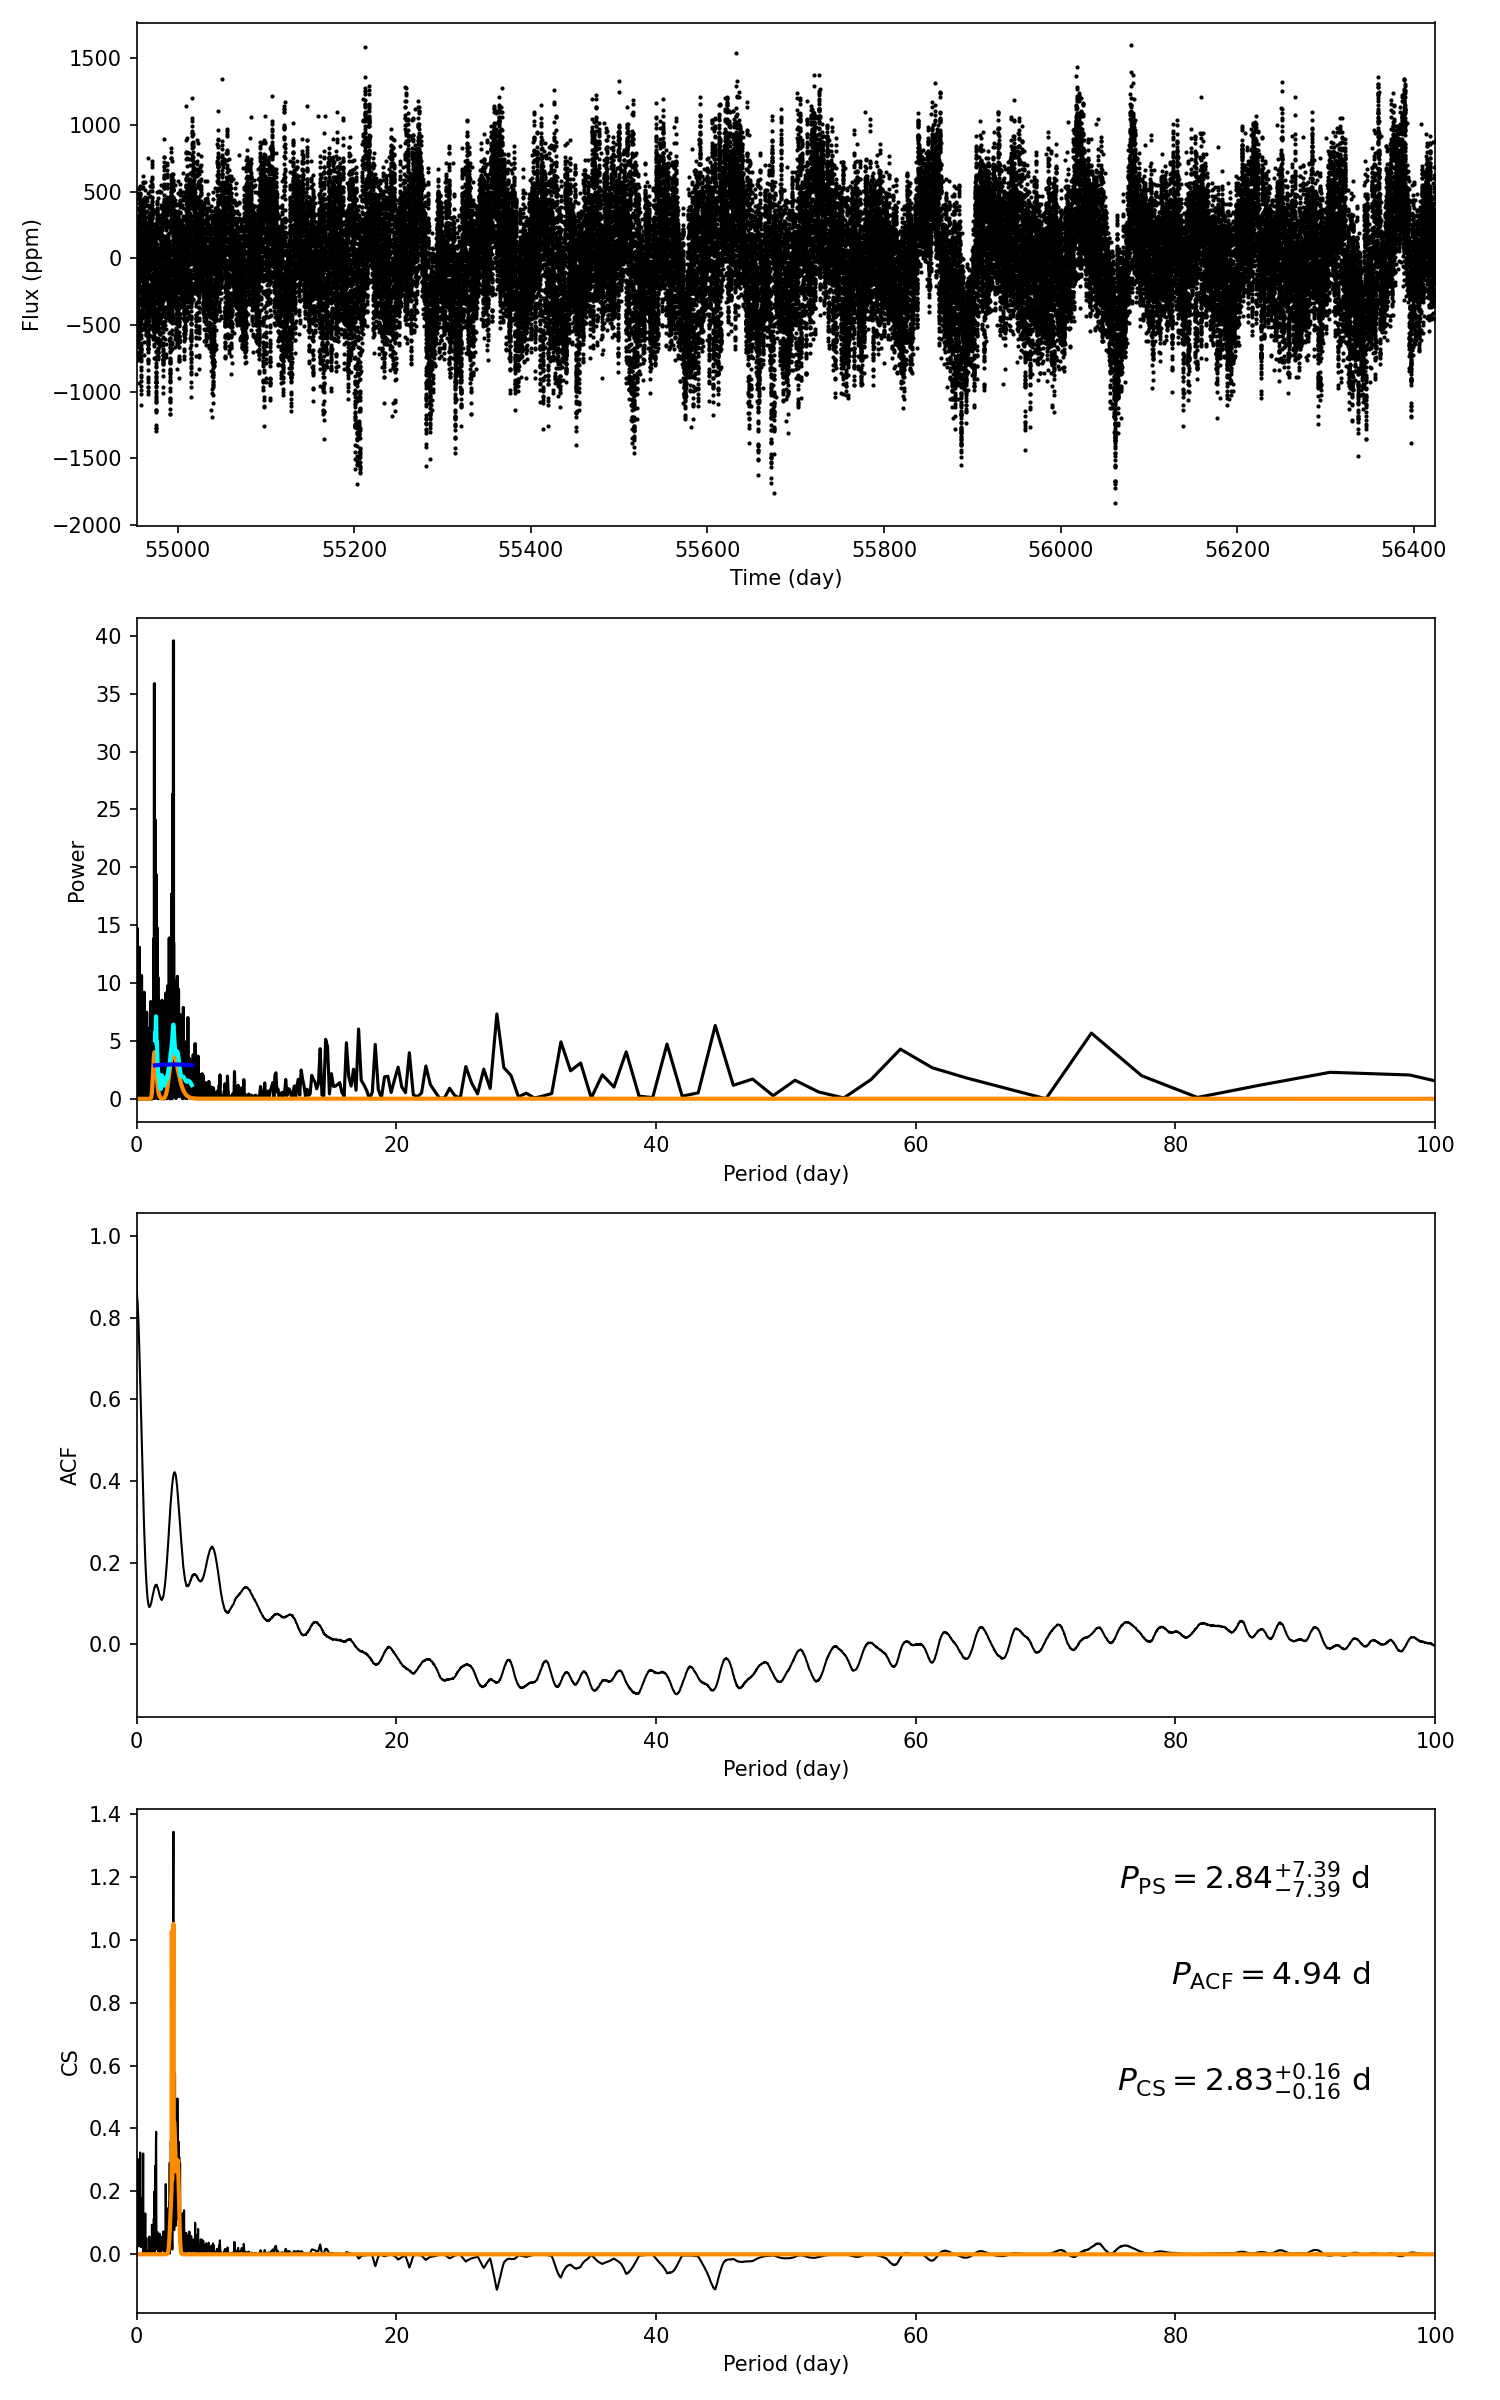 1500
1000
500
0
−500
−1000
−1500
−2000
Flux (ppm)
55000 55200 55400 55600 55800 56000 56200 56400
Time (day)
40
35
30
25
20
15
10
5
0
Power
0 20 40 60 80 100
Period (day)
1.0
0.8
0.6
0.4
0.2
0.0
ACF
0 20 40 60 80 100
Period (day)
1.4
1.2
1.0
0.8
0.6
0.4
0.2
0.0
CS
P_PS = 2.84^{+7.39}_{−7.39} d
P_ACF = 4.94 d
P_CS = 2.83^{+0.16}_{−0.16} d
0 20 40 60 80 100
Period (day)